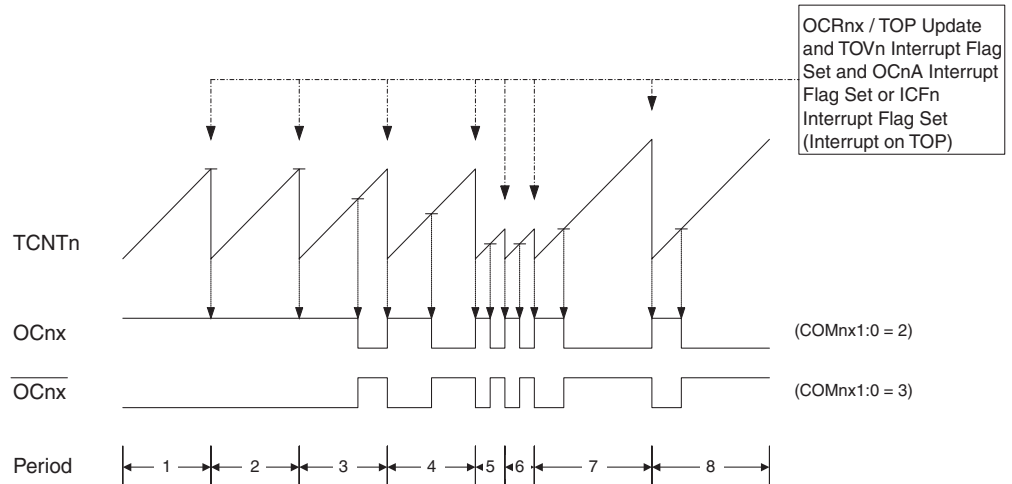 OCRnx / TOP Update
and TOVn Interrupt Flag
Set and OCnA Interrupt
Flag Set or ICFn
Interrupt Flag Set
(Interrupt on TOP)
TCNTn
OCnx (COMnx1:0 = 2)
OCnx (COMnx1:0 = 3)
Period 1 2 3 4 5 6 7 8